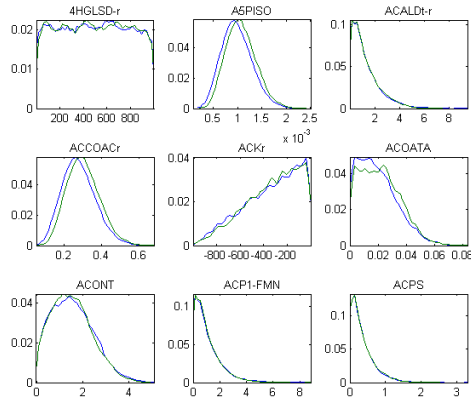 4HGLSD-r
0.02
0.01
0
200 400 600 800
A5PISO
0.04
0.02
0
0.5 1 1.5 2 2.5
x 10⁻³
ACALDt-r
0.1
0.05
0
2 4 6 8
ACCOACr
0.04
0.02
0
0.2 0.4 0.6
ACKr
0.04
0.02
0
-800 -600 -400 -200
ACOATA
0.04
0.02
0
0 0.02 0.04 0.06 0.08
ACONT
0.04
0.02
0
0 2 4
ACP1-FMN
0.1
0.05
0
0 2 4 6 8
ACPS
0.1
0.05
0
0 1 2 3